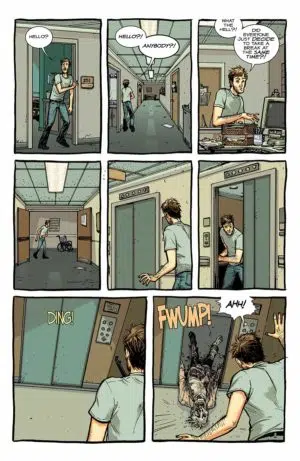 HELLO?
HELLO?!
ANYBODY?!
WHAT
THE
HELL?!
DID
EVERYONE
JUST DECIDE
TO TAKE A
BREAK AT
THE SAME
TIME?!
DING!
FWUMP!
AHH!